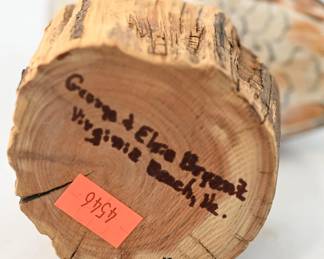 George & Elva Bryant
Virginia Beach, Va.
4546